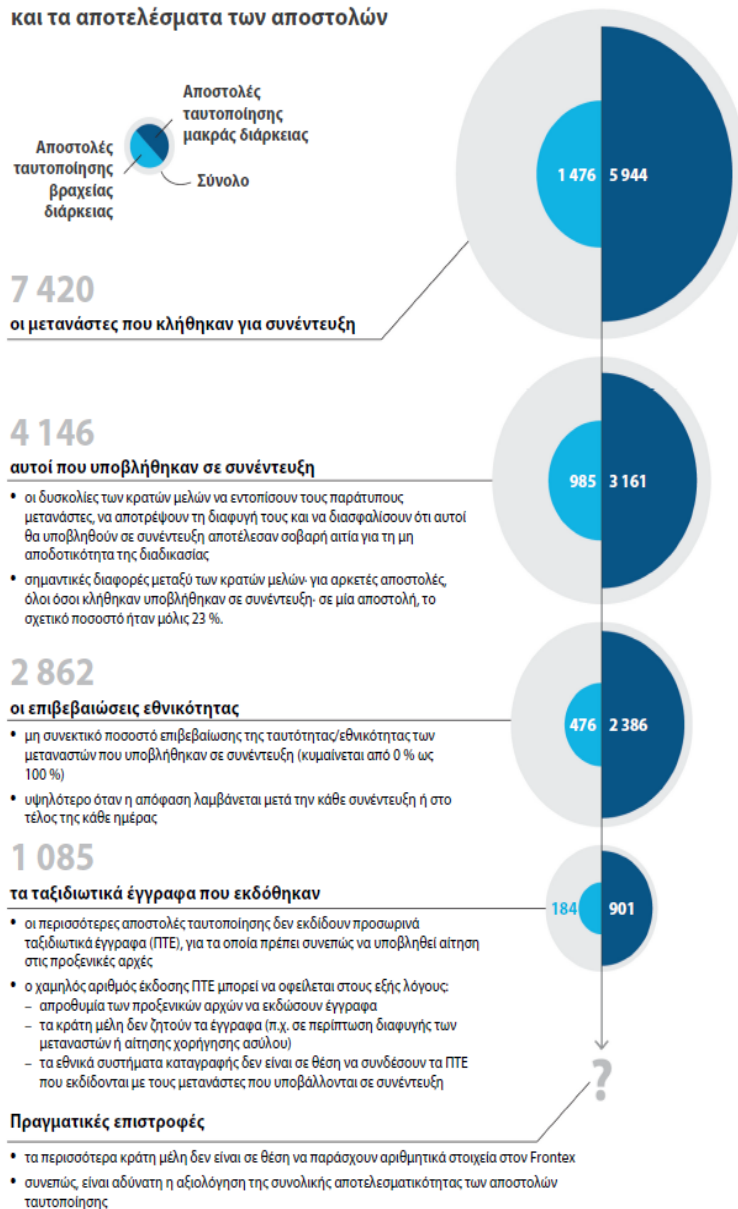 και τα αποτελέσματα των αποστολών
Αποστολές
ταυτοποίησης
μακράς διάρκειας
Αποστολές
ταυτοποίησης
βραχείας
διάρκειας
Σύνολο
1 476 5 944
7 420
οι μετανάστες που κλήθηκαν για συνέντευξη
4 146
αυτοί που υποβλήθηκαν σε συνέντευξη
985 3 161
• οι δυσκολίες των κρατών μελών να εντοπίσουν τους παράτυπους
μετανάστες, να αποτρέψουν τη διαφυγή τους και να διασφαλίσουν ότι αυτοί
θα υποβληθούν σε συνέντευξη αποτέλεσαν σοβαρή αιτία για τη μη
αποδοτικότητα της διαδικασίας
• σημαντικές διαφορές μεταξύ των κρατών μελών· για αρκετές αποστολές,
όλοι όσοι κλήθηκαν υποβλήθηκαν σε συνέντευξη· σε μία αποστολή, το
σχετικό ποσοστό ήταν μόλις 23 %.
2 862
οι επιβεβαιώσεις εθνικότητας
476 2 386
• μη συνεκτικό ποσοστό επιβεβαίωσης της ταυτότητας/εθνικότητας των
μεταναστών που υποβλήθηκαν σε συνέντευξη (κυμαίνεται από 0 % ως
100 %)
• υψηλότερο όταν η απόφαση λαμβάνεται μετά την κάθε συνέντευξη ή στο
τέλος της κάθε ημέρας
1 085
τα ταξιδιωτικά έγγραφα που εκδόθηκαν
184 901
• οι περισσότερες αποστολές ταυτοποίησης δεν εκδίδουν προσωρινά
ταξιδιωτικά έγγραφα (ΠΤΕ), για τα οποία πρέπει συνεπώς να υποβληθεί αίτηση
στις προξενικές αρχές
• ο χαμηλός αριθμός έκδοσης ΠΤΕ μπορεί να οφείλεται στους εξής λόγους:
– απροθυμία των προξενικών αρχών να εκδώσουν έγγραφα
– τα κράτη μέλη δεν ζητούν τα έγγραφα (π.χ. σε περίπτωση διαφυγής των
μεταναστών ή αίτησης χορήγησης ασύλου)
– τα εθνικά συστήματα καταγραφής δεν είναι σε θέση να συνδέσουν τα ΠΤΕ
που εκδίδονται με τους μετανάστες που υποβάλλονται σε συνέντευξη
?
Πραγματικές επιστροφές
• τα περισσότερα κράτη μέλη δεν είναι σε θέση να παράσχουν αριθμητικά στοιχεία στον Frontex
• συνεπώς, είναι αδύνατη η αξιολόγηση της συνολικής αποτελεσματικότητας των αποστολών
ταυτοποίησης